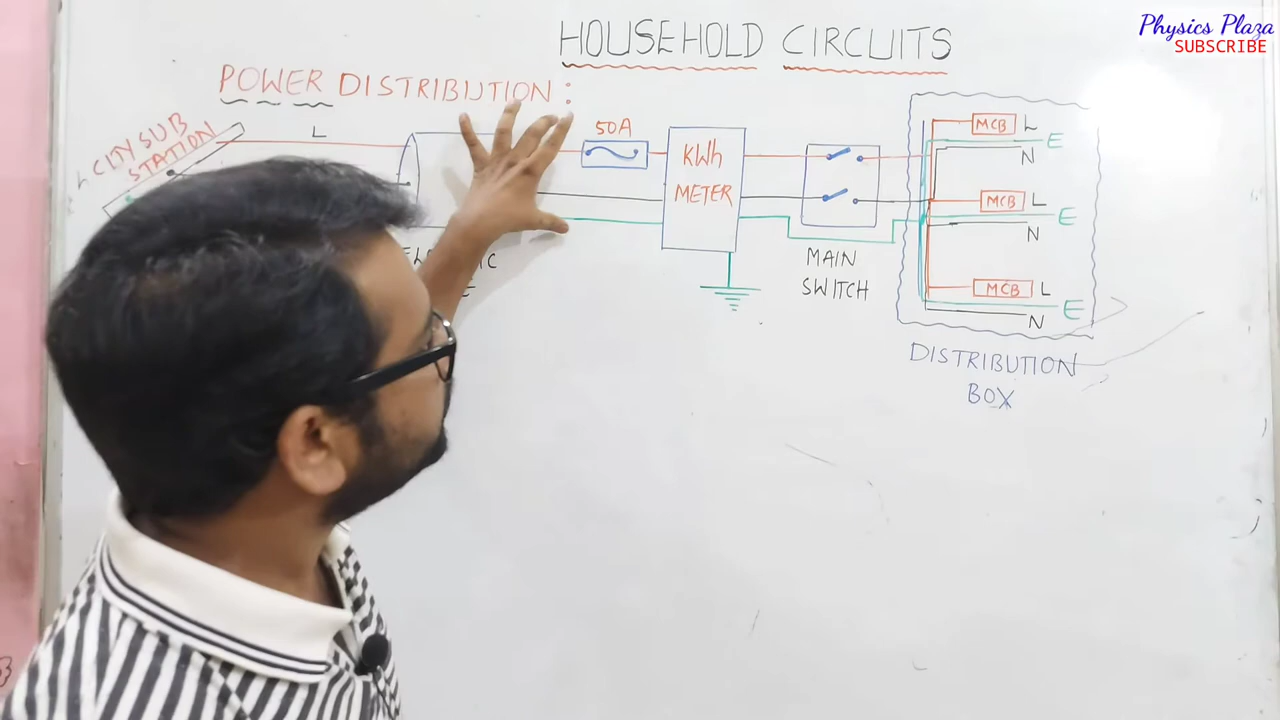 Physics Plaza
SUBSCRIBE
HOUSEHOLD CIRCUITS
POWER DISTRIBUTION :
CITY SUB
STATION
L
50A
KWh
METER
MAIN
SWITCH
MCB L
E
N
MCB L
E
N
MCB L
E
N
DISTRIBUTION
BOX